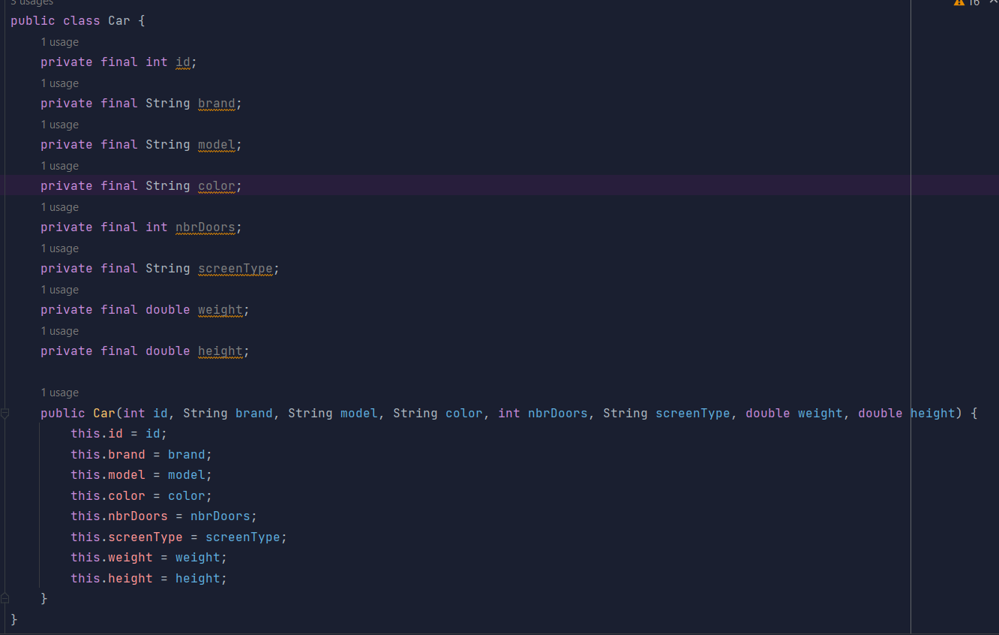 3 usages
16
public class Car {
1 usage
private final int id;
1 usage
private final String brand;
1 usage
private final String model;
1 usage
private final String color;
1 usage
private final int nbrDoors;
1 usage
private final String screenType;
1 usage
private final double weight;
1 usage
private final double height;
1 usage
public Car(int id, String brand, String model, String color, int nbrDoors, String screenType, double weight, double height) {
this.id = id;
this.brand = brand;
this.model = model;
this.color = color;
this.nbrDoors = nbrDoors;
this.screenType = screenType;
this.weight = weight;
this.height = height;
}
}